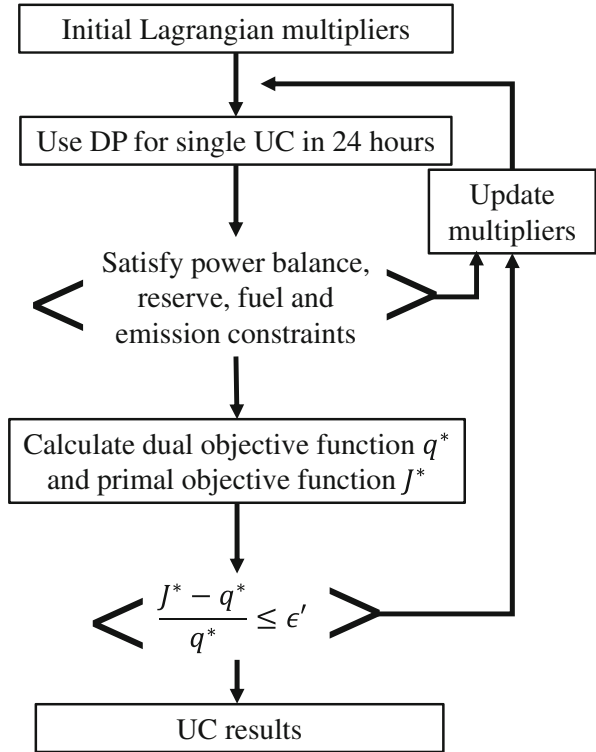 Initial Lagrangian multipliers
Use DP for single UC in 24 hours
Update
multipliers
Satisfy power balance,
reserve, fuel and
emission constraints
Calculate dual objective function q*
and primal objective function J*
(J* − q*) / q* ≤ ϵ′
UC results